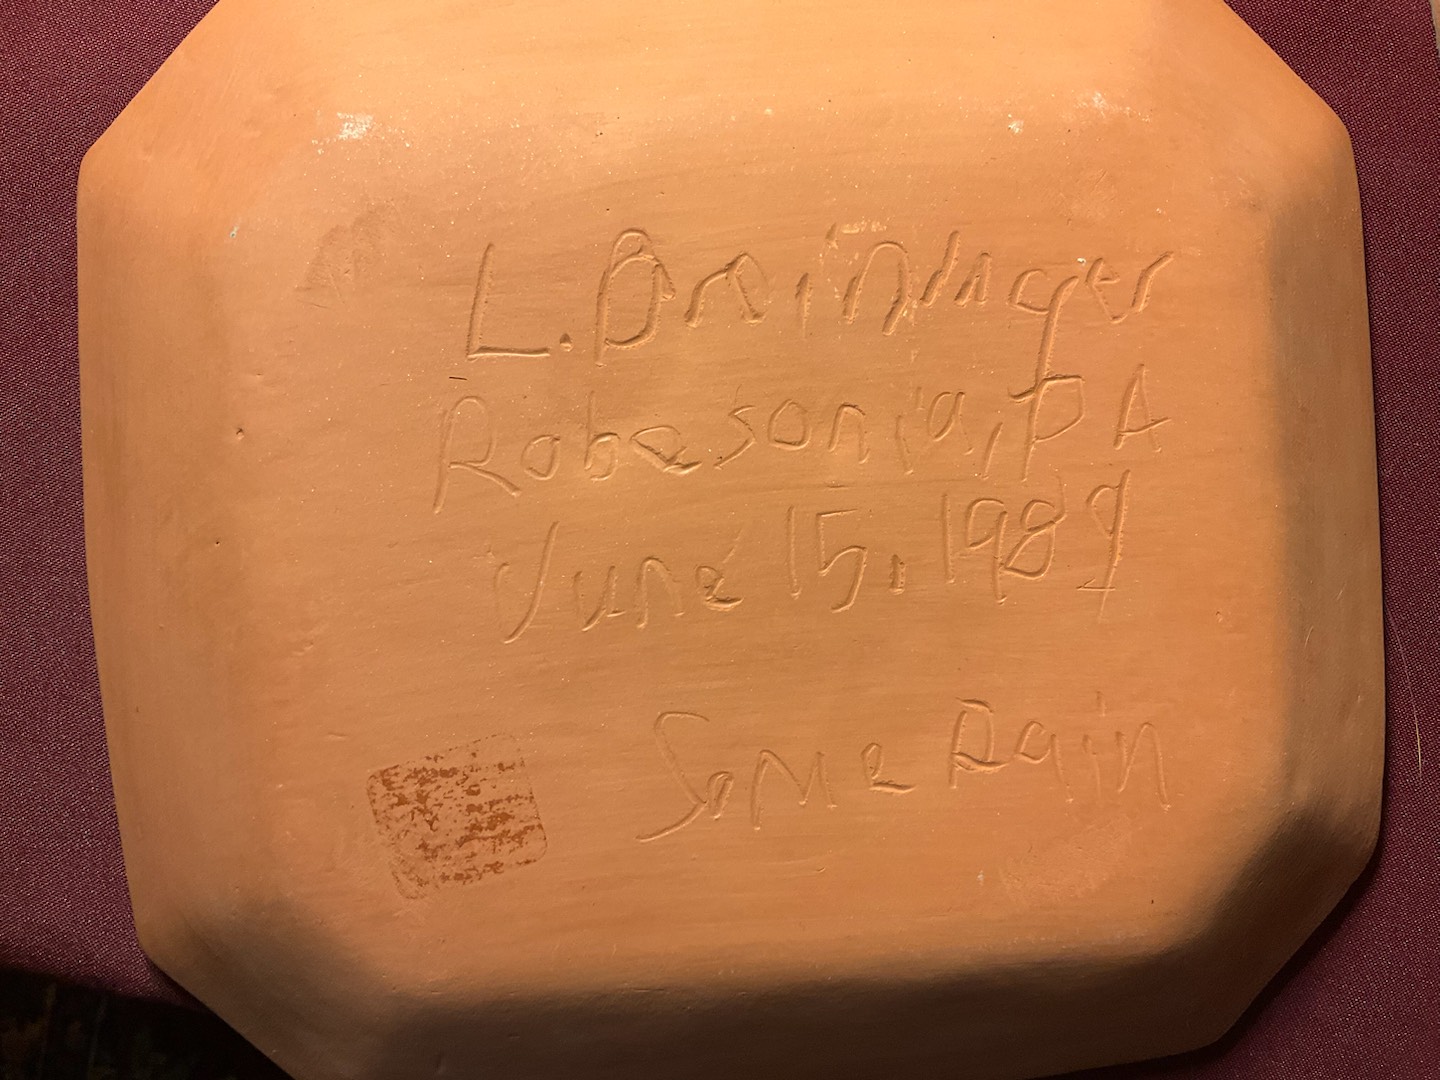 L. Breininger
Robesonia, PA
June 15, 1989
Some Rain